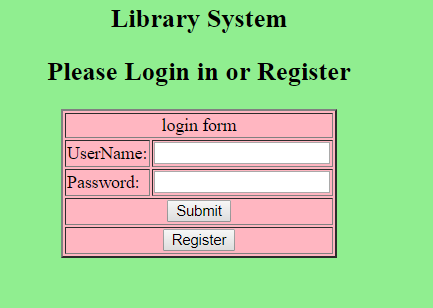 Library System
Please Login in or Register
login form
UserName:
Password:
Submit
Register